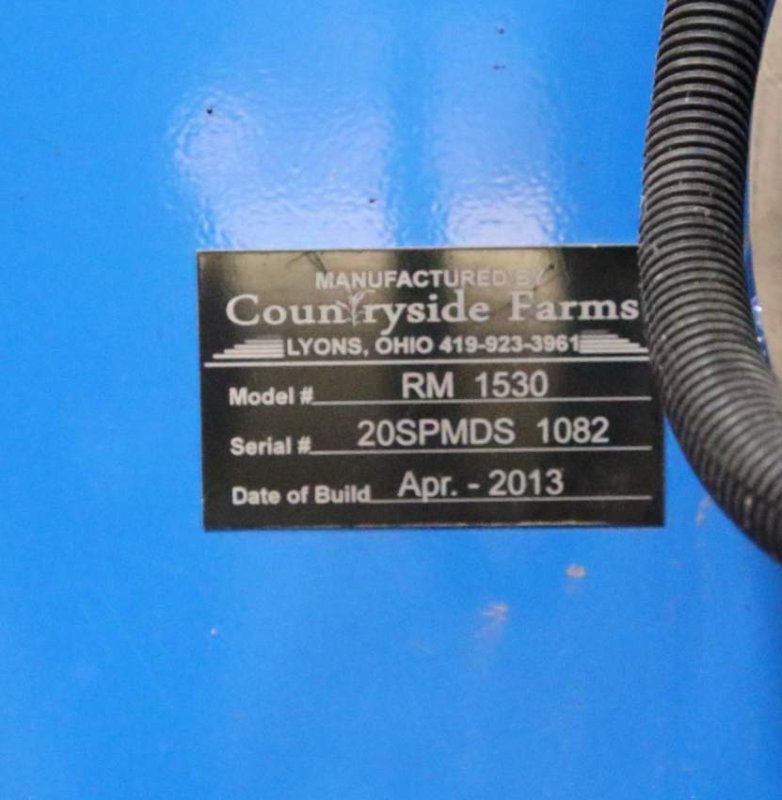 MANUFACTURED BY
Countryside Farms
LYONS, OHIO 419-923-3961
Model # RM 1530
Serial # 20SPMDS 1082
Date of Build Apr. - 2013